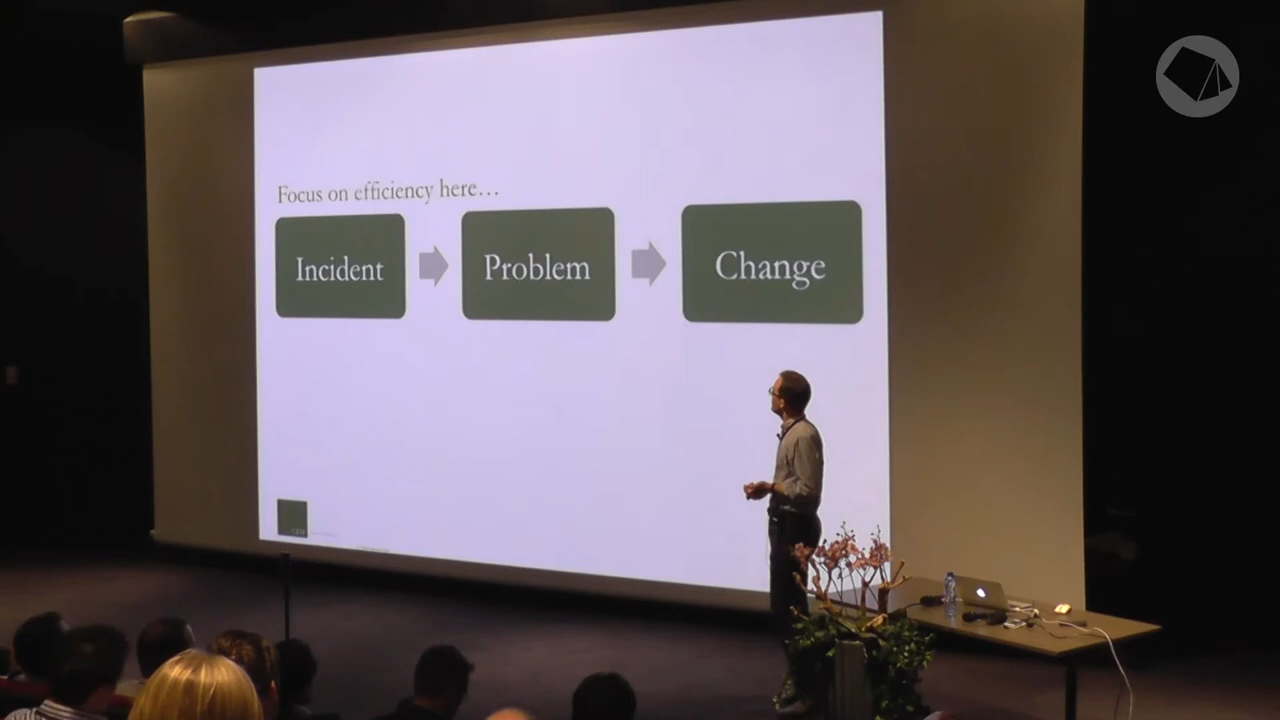 Focus on efficiency here…
Incident
Problem
Change